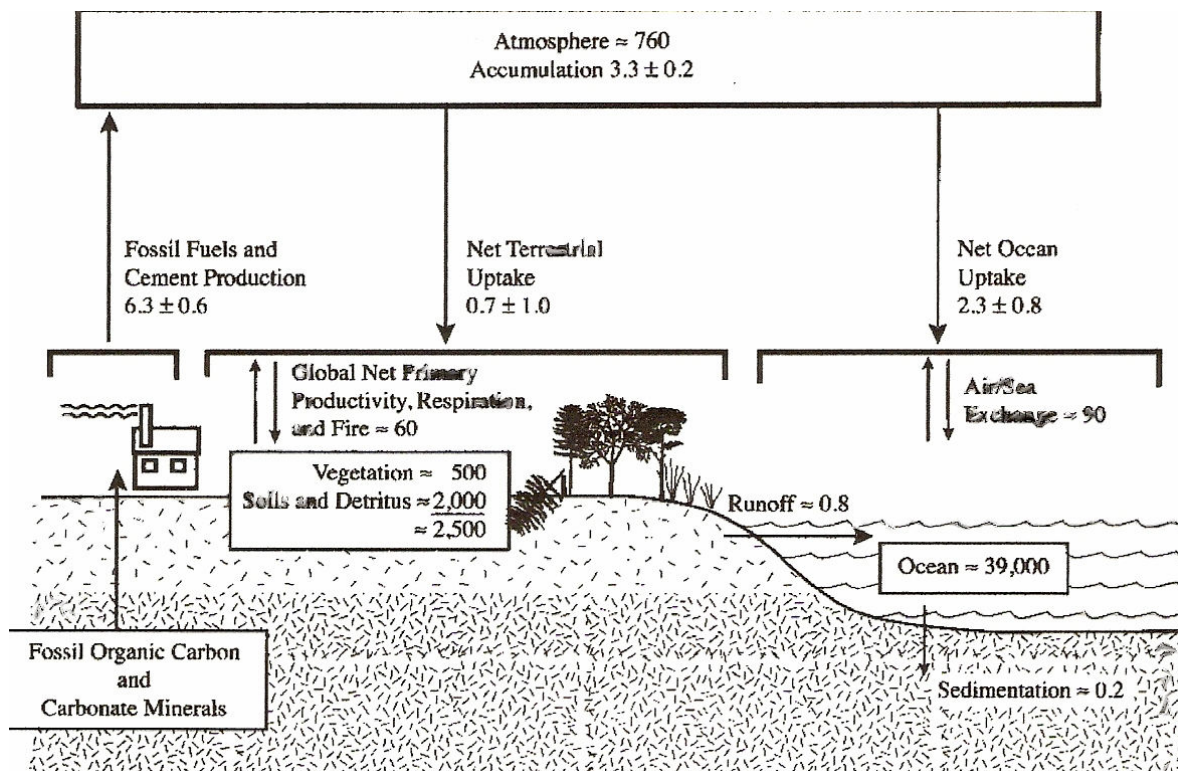 Atmosphere ≈ 760
Accumulation 3.3 ± 0.2
Fossil Fuels and
Cement Production
6.3 ± 0.6
Net Terrestrial
Uptake
0.7 ± 1.0
Net Ocean
Uptake
2.3 ± 0.8
Global Net Primary
Productivity, Respiration,
and Fire ≈ 60
Air/Sea
Exchange ≈ 90
Vegetation ≈ 500
Soils and Detritus ≈ 2,000
≈ 2,500
Runoff ≈ 0.8
Ocean ≈ 39,000
Fossil Organic Carbon
and
Carbonate Minerals
Sedimentation ≈ 0.2